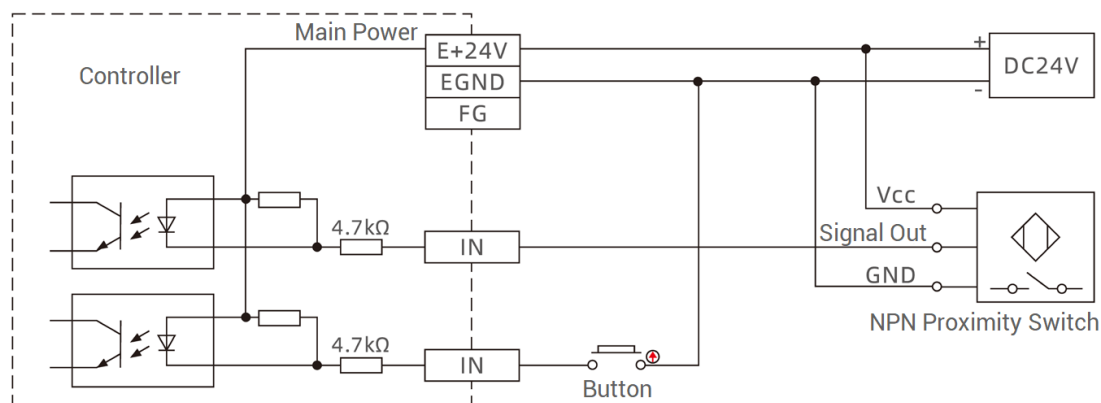 Main Power
E+24V
+
DC24V
Controller
EGND
-
FG
Vcc
4.7kΩ
IN
Signal Out
GND
NPN Proximity Switch
4.7kΩ
IN
Button